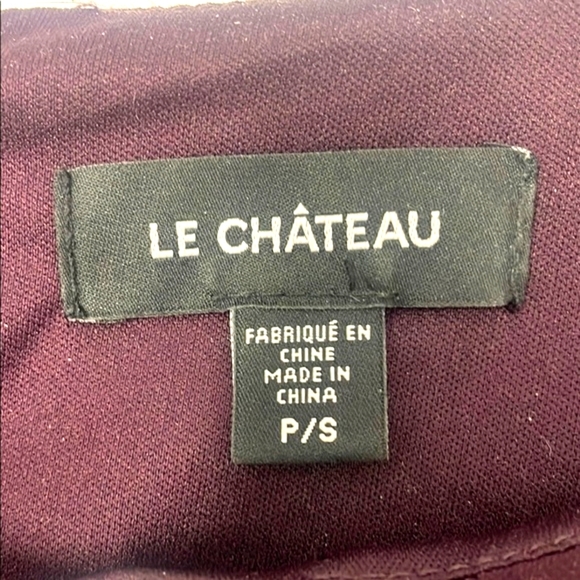 LE CHÂTEAU
FABRIQUÉ EN
CHINE
MADE IN
CHINA
P/S